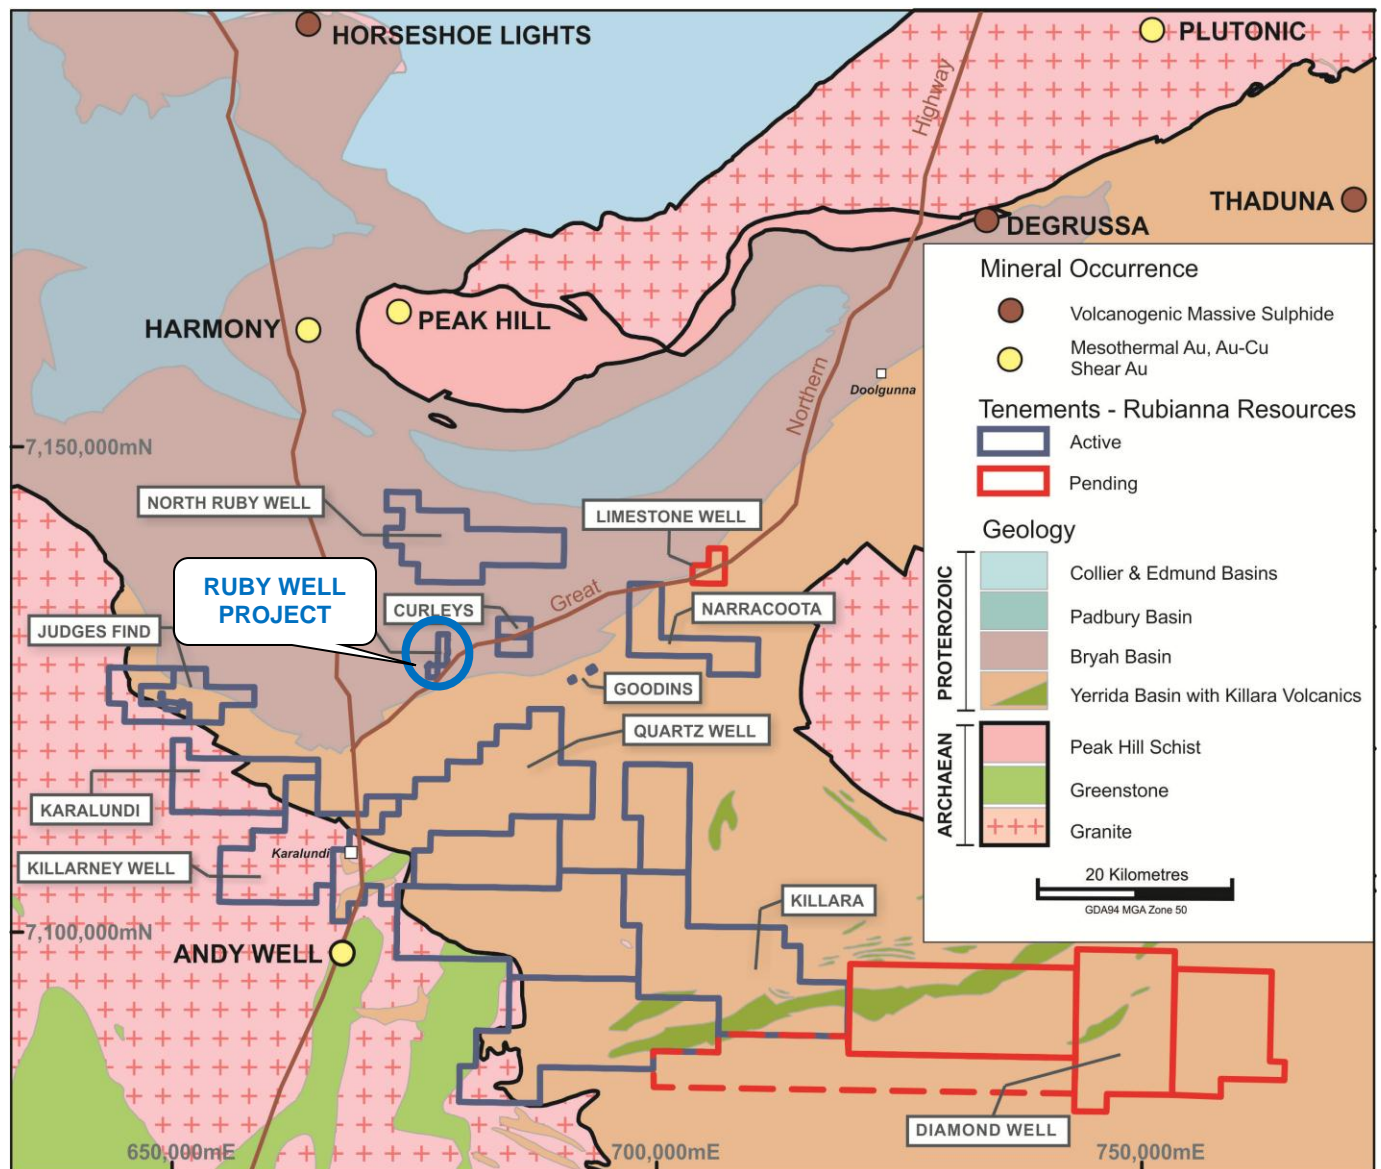 HORSESHOE LIGHTS
PLUTONIC
Highway
THADUNA
DEGRUSSA
HARMONY
PEAK HILL
Northern
Doolgunna
7,150,000mN
NORTH RUBY WELL
LIMESTONE WELL
RUBY WELL
PROJECT
CURLEYS
Great
NARRACOOTA
JUDGES FIND
GOODINS
QUARTZ WELL
KARALUNDI
Karalundi
KILLARNEY WELL
KILLARA
7,100,000mN
ANDY WELL
DIAMOND WELL
650,000mE
700,000mE
750,000mE
Mineral Occurrence
Volcanogenic Massive Sulphide
Mesothermal Au, Au-Cu
Shear Au
Tenements - Rubianna Resources
Active
Pending
Geology
PROTEROZOIC
Collier & Edmund Basins
Padbury Basin
Bryah Basin
Yerrida Basin with Killara Volcanics
ARCHAEAN
Peak Hill Schist
Greenstone
Granite
20 Kilometres
GDA94 MGA Zone 50